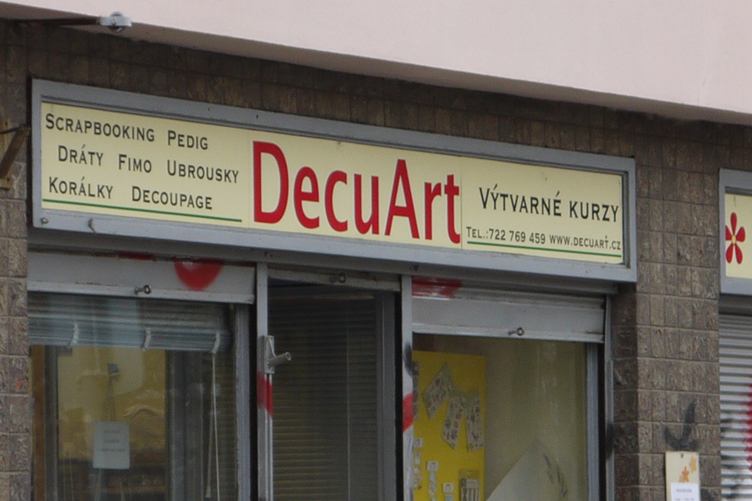 Scrapbooking Pedig
Dráty Fimo Ubrousky
Korálky Decoupage
DecuArt
Výtvarné kurzy
Tel.:722 769 459 www.decuart.cz